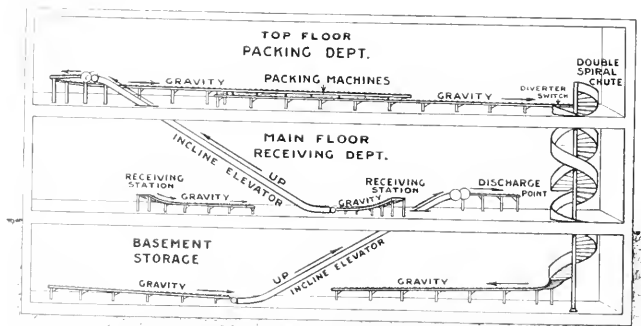 TOP FLOOR
PACKING DEPT.
GRAVITY
PACKING MACHINES
GRAVITY
DIVERTER
SWITCH
DOUBLE
SPIRAL
CHUTE
MAIN FLOOR
RECEIVING DEPT.
UP
INCLINE ELEVATOR
RECEIVING
STATION
GRAVITY
GRAVITY
RECEIVING
STATION
DISCHARGE
POINT
BASEMENT
STORAGE
GRAVITY
UP
INCLINE ELEVATOR
GRAVITY